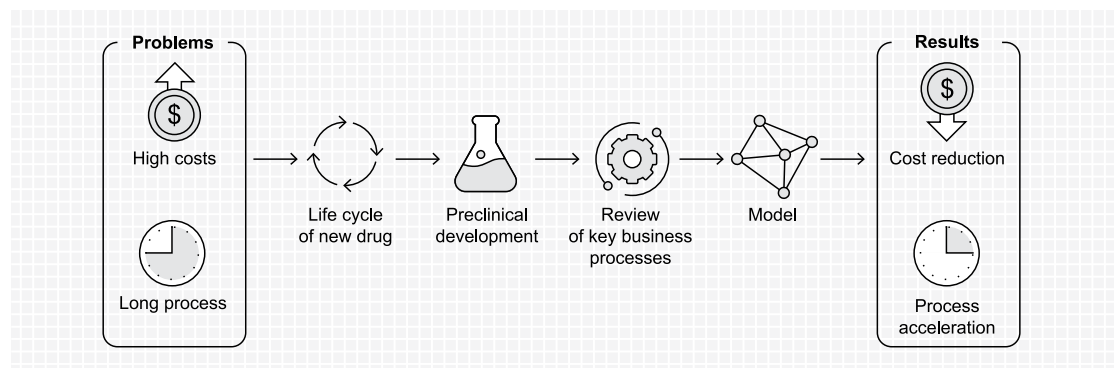 Problems
$
High costs
Long process
Life cycle
of new drug
Preclinical
development
Review
of key business
processes
Model
Results
$
Cost reduction
Process
acceleration